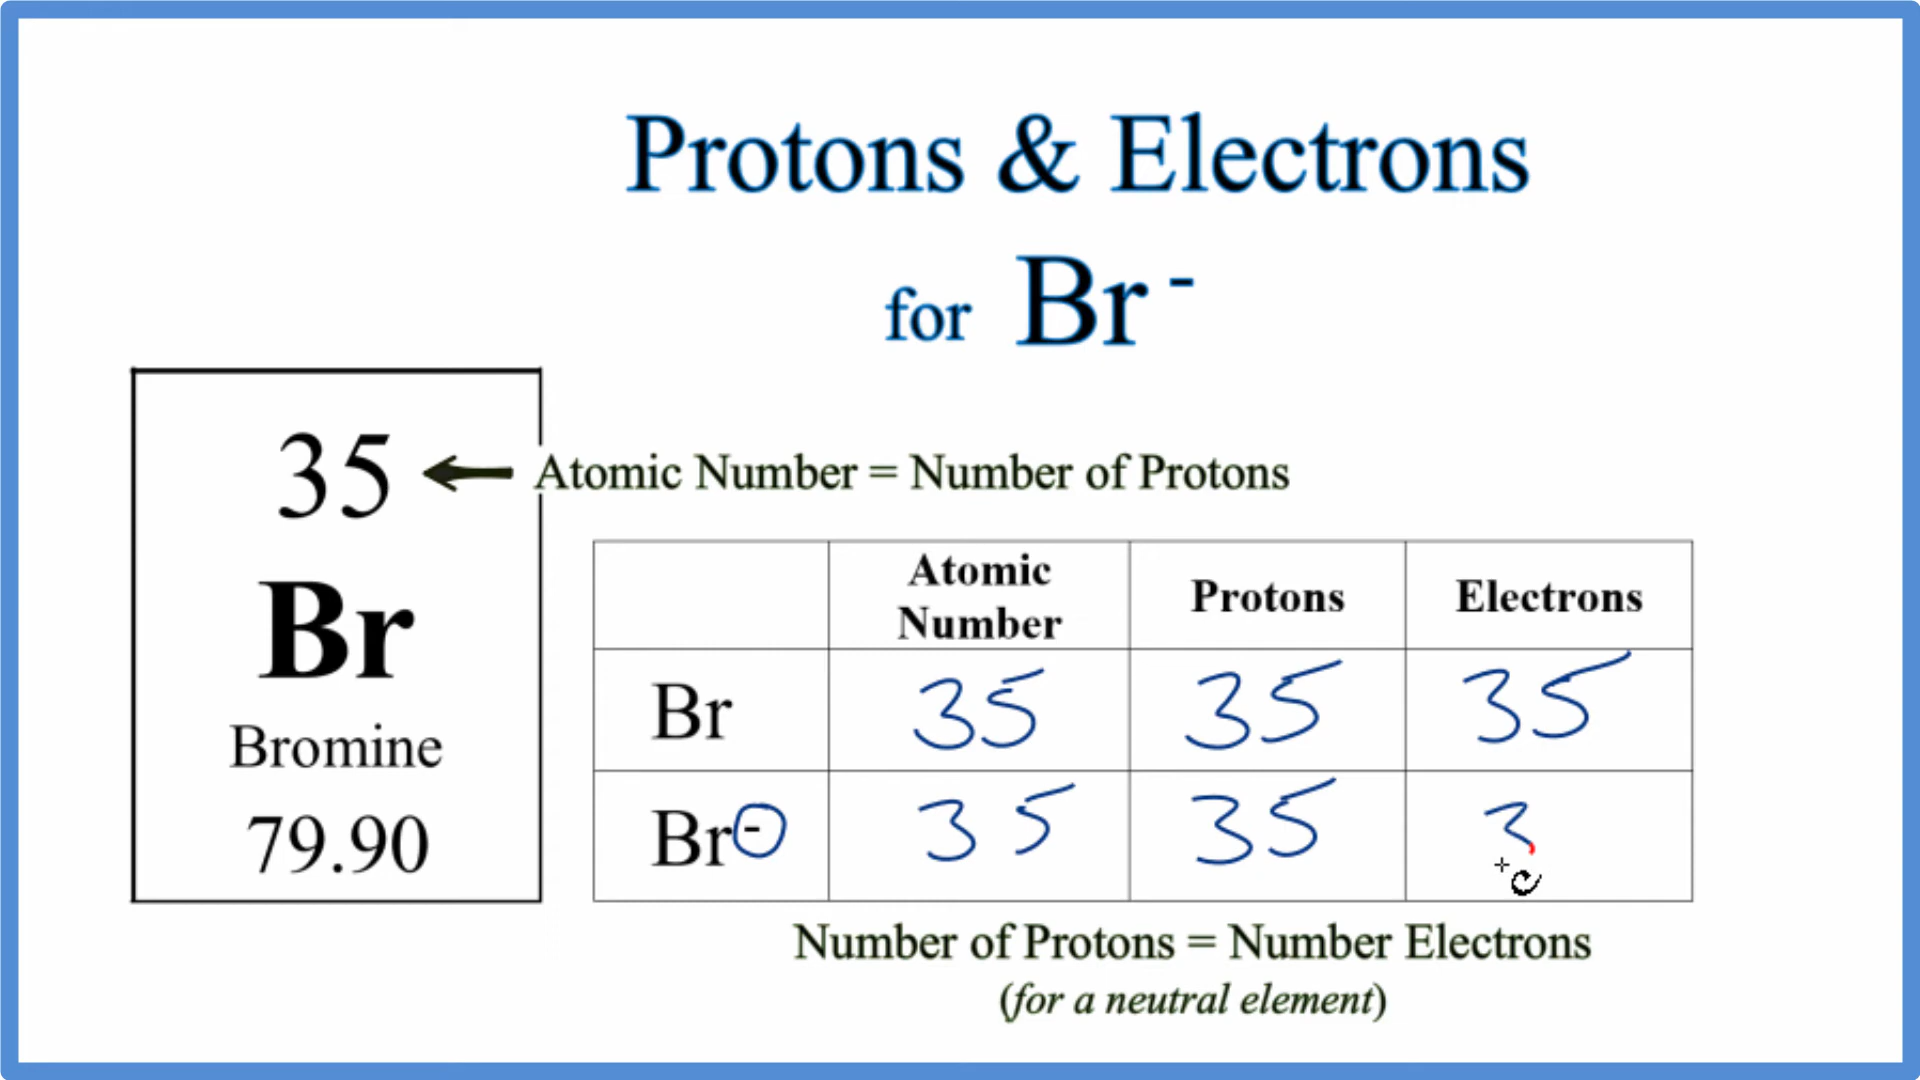 Protons & Electrons
for Br -
35
Atomic Number = Number of Protons
Br
Bromine
79.90
Atomic Number Protons Electrons
Br 35 35 35
Br- 35 35 3
Number of Protons = Number Electrons
(for a neutral element)